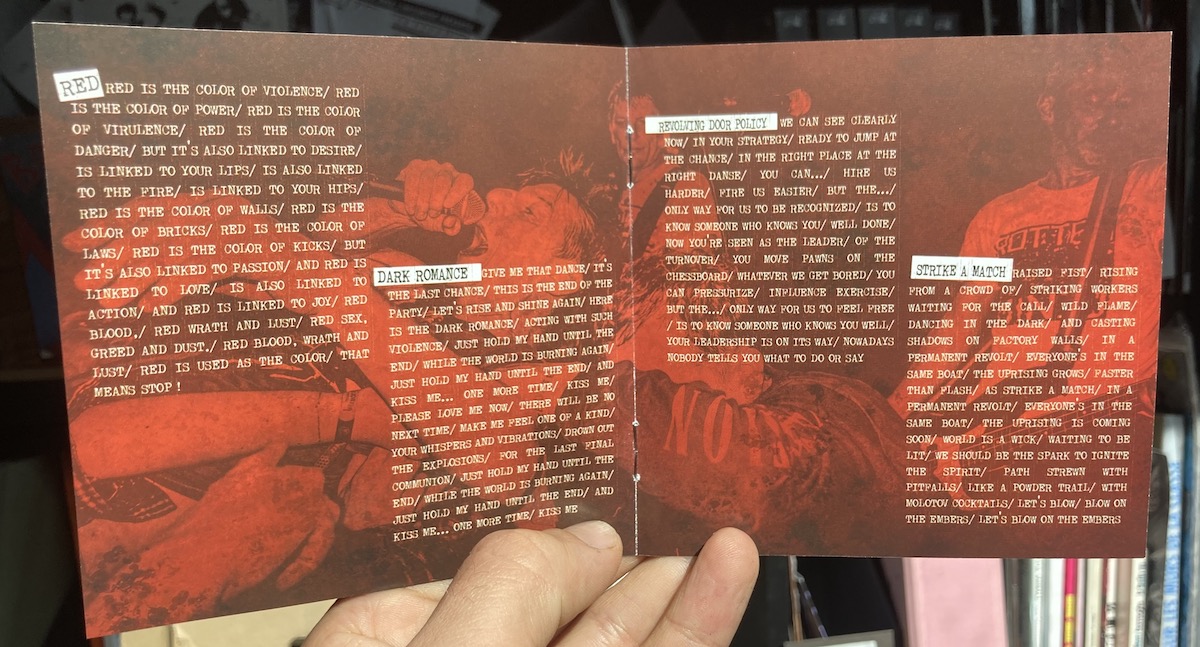 RED RED IS THE COLOR OF VIOLENCE/ RED
IS THE COLOR OF POWER/ RED IS THE COLOR
OF VIRULENCE/ RED IS THE COLOR OF
DANGER/ BUT IT'S ALSO LINKED TO DESIRE/
IS LINKED TO YOUR LIPS/ IS ALSO LINKED
TO THE FIRE/ IS LINKED TO YOUR HIPS/
RED IS THE COLOR OF WALLS/ RED IS THE
COLOR OF BRICKS/ RED IS THE COLOR OF
LAWS/ RED IS THE COLOR OF KICKS/ BUT
IT'S ALSO LINKED TO PASSION/ AND RED IS
LINKED TO LOVE/ IS ALSO LINKED TO
ACTION/ AND RED IS LINKED TO JOY/ RED
BLOOD,/ RED WRATH AND LUST/ RED SEX,
GREED AND DUST,/ RED BLOOD, WRATH AND
LUST/ RED IS USED AS THE COLOR/ THAT
MEANS STOP !
DARK ROMANCE GIVE ME THAT DANCE/ IT'S
THE LAST CHANCE/ THIS IS THE END OF THE
PARTY/ LET'S RISE AND SHINE AGAIN/ HERE
IS THE DARK ROMANCE/ ACTING WITH SUCH
VIOLENCE/ JUST HOLD MY HAND UNTIL THE
END/ WHILE THE WORLD IS BURNING AGAIN/
JUST HOLD MY HAND UNTIL THE END/ AND
KISS ME... ONE MORE TIME/ KISS ME/
PLEASE LOVE ME NOW/ THERE WILL BE NO
NEXT TIME/ MAKE ME FEEL ONE OF A KIND/
YOUR WHISPERS AND VIBRATIONS/ DROWN OUT
THE EXPLOSIONS/ FOR THE LAST FINAL
COMMUNION/ JUST HOLD MY HAND UNTIL THE
END/ WHILE THE WORLD IS BURNING AGAIN/
JUST HOLD MY HAND UNTIL THE END/ AND
KISS ME... ONE MORE TIME/ KISS ME
REVOLVING DOOR POLICY WE CAN SEE CLEARLY
NOW/ IN YOUR STRATEGY/ READY TO JUMP AT
THE CHANCE/ IN THE RIGHT PLACE AT THE
RIGHT DANSE/ YOU CAN.../ HIRE US
HARDER/ FIRE US EASIER/ BUT THE.../
ONLY WAY FOR US TO BE RECOGNIZED/ IS TO
KNOW SOMEONE WHO KNOWS YOU/ WELL DONE/
NOW YOU'RE SEEN AS THE LEADER/ OF THE
TURNOVER/ YOU MOVE PAWNS ON THE
CHESSBOARD/ WHATEVER WE GET BORED/ YOU
CAN PRESSURIZE/ INFLUENCE EXERCISE/
BUT THE.../ ONLY WAY FOR US TO FEEL FREE
/ IS TO KNOW SOMEONE WHO KNOWS YOU WELL/
YOUR LEADERSHIP IS ON ITS WAY/ NOWADAYS
NOBODY TELLS YOU WHAT TO DO OR SAY
NO
STRIKE A MATCH RAISED FIST/ RISING
FROM A CROWD OF/ STRIKING WORKERS
WAITING FOR THE CALL/ WILD FLAME/
DANCING IN THE DARK/ AND CASTING
SHADOWS ON FACTORY WALLS/ IN A
PERMANENT REVOLT/ EVERYONE'S IN THE
SAME BOAT/ THE UPRISING GROWS/ FASTER
THAN FLASH/ AS STRIKE A MATCH/ IN A
PERMANENT REVOLT/ EVERYONE'S IN THE
SAME BOAT/ THE UPRISING IS COMING
SOON/ WORLD IS A WICK/ WAITING TO BE
LIT/ WE SHOULD BE THE SPARK TO IGNITE
THE SPIRIT/ PATH STREWN WITH
PITFALLS/ LIKE A POWDER TRAIL/ WITH
MOLOTOV COCKTAILS/ LET'S BLOW/ BLOW ON
THE EMBERS/ LET'S BLOW ON THE EMBERS